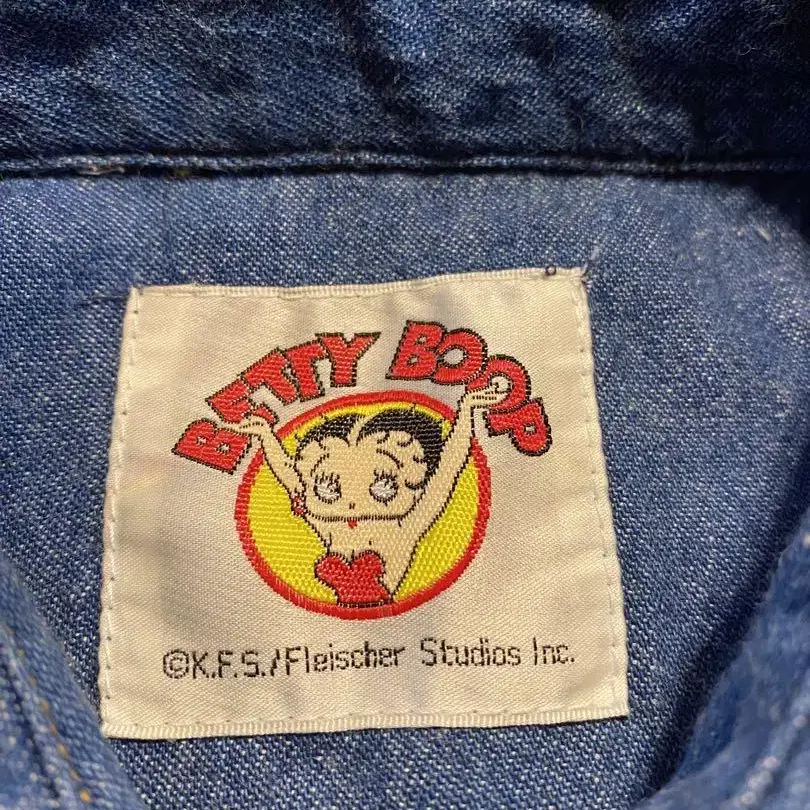 BETTY BOOP
©K.F.S./Fleischer Studios Inc.